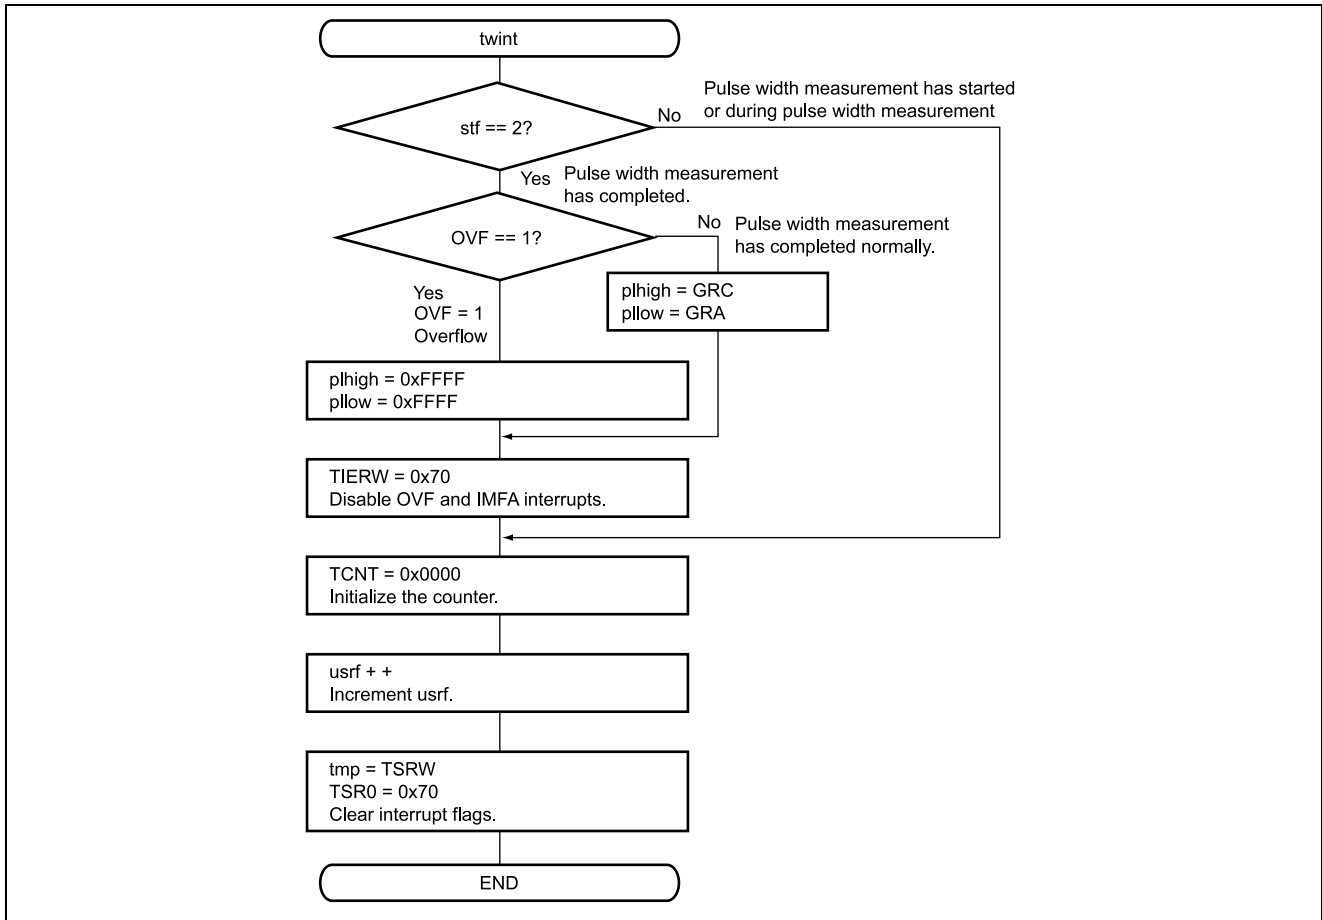 twint
Pulse width measurement has started
or during pulse width measurement
No
stf == 2?
Yes
Pulse width measurement
has completed.
No
Pulse width measurement
has completed normally.
OVF == 1?
plhigh = GRC
pllow = GRA
Yes
OVF = 1
Overflow
plhigh = 0xFFFF
pllow = 0xFFFF
TIERW = 0x70
Disable OVF and IMFA interrupts.
TCNT = 0x0000
Initialize the counter.
usrf + +
Increment usrf.
tmp = TSRW
TSR0 = 0x70
Clear interrupt flags.
END